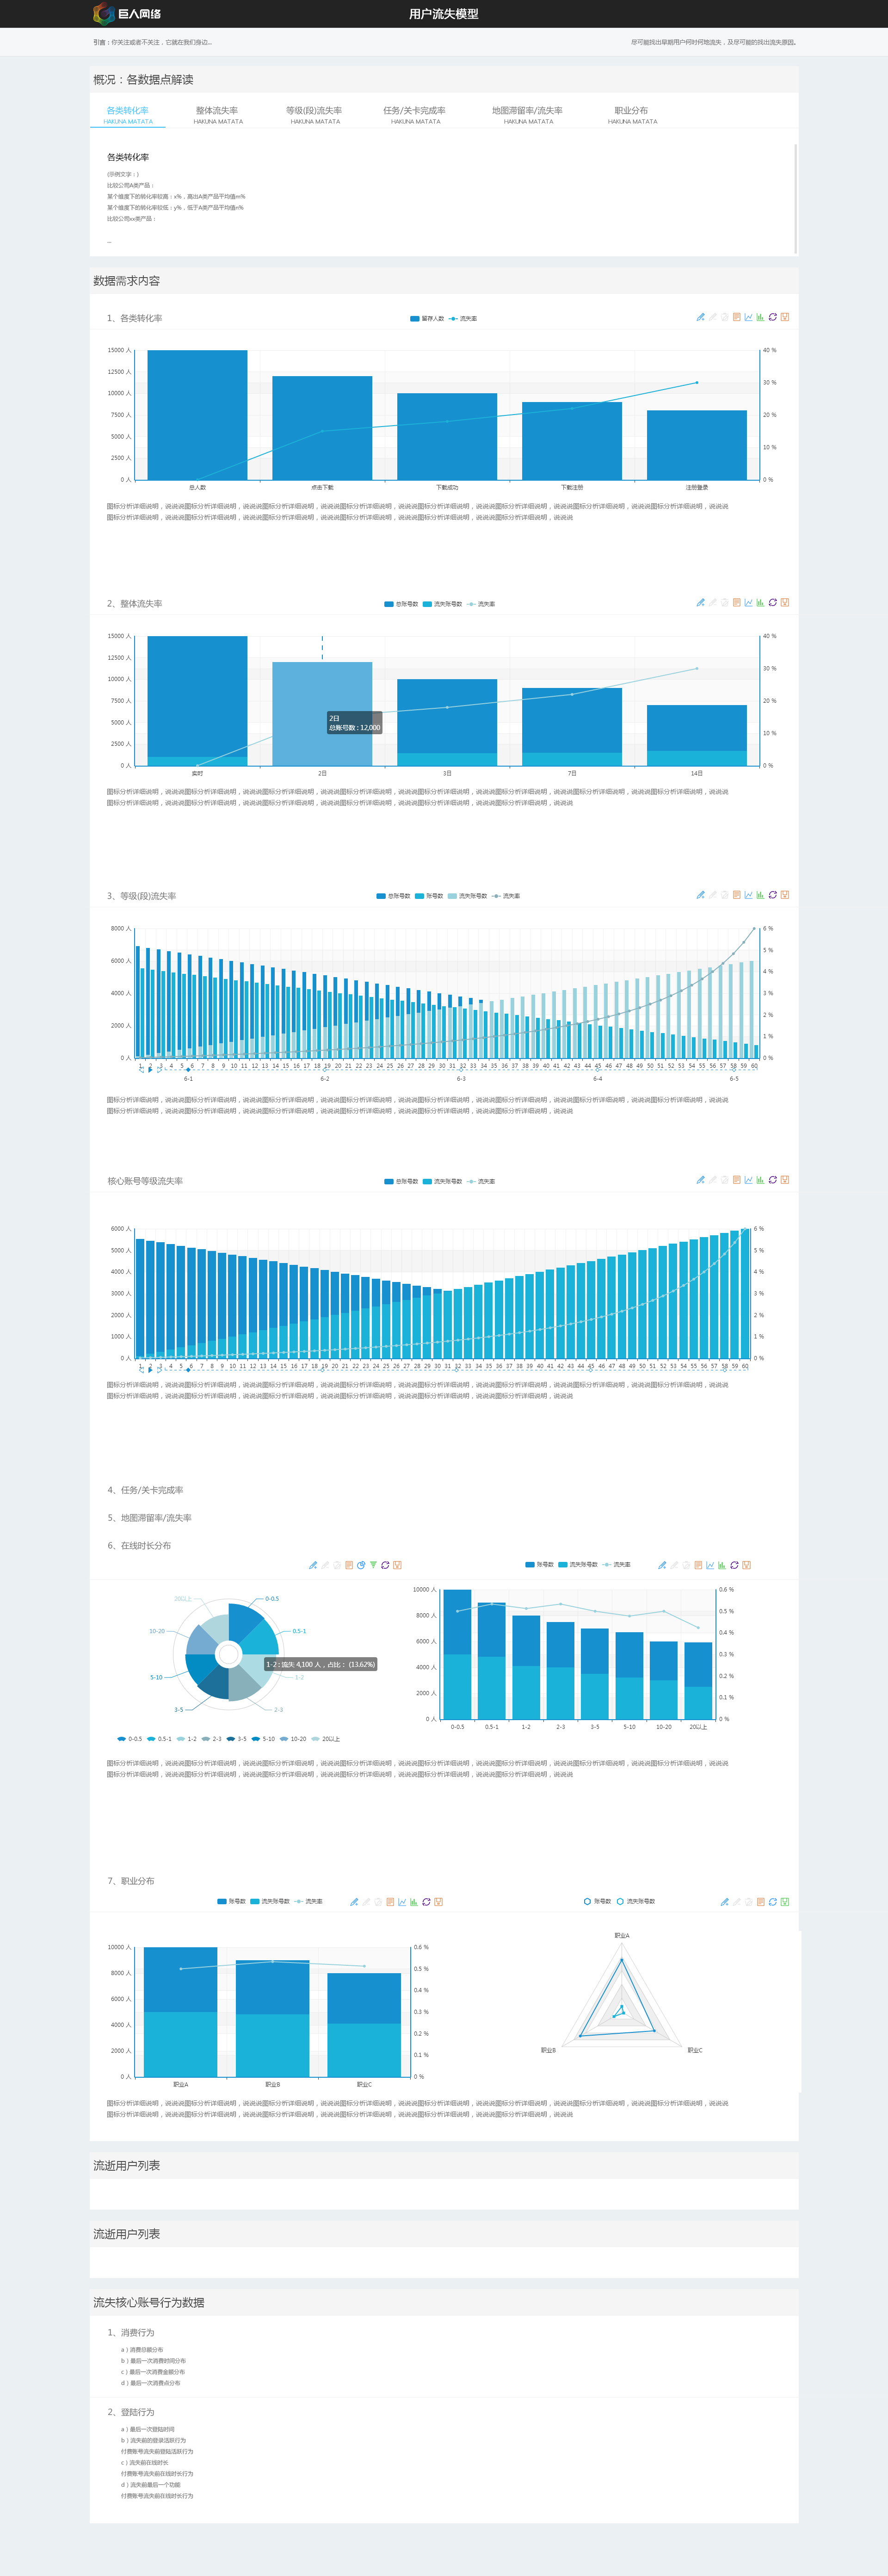 巨人网络
用户流失模型
引言：你关注或者不关注，它就在我们身边...
尽可能找出早期用户何时何地流失，及尽可能的找出流失原因。
概况：各数据点解读
各类转化率 整体流失率 等级(段)流失率 任务/关卡完成率 地图滞留率/流失率 职业分布
HAKUNA MATATA HAKUNA MATATA HAKUNA MATATA HAKUNA MATATA HAKUNA MATATA HAKUNA MATATA
各类转化率
(示例文字：)
比较公司A类产品：
某个维度下的转化率较高：x%，高出A类产品平均值m%
某个维度下的转化率较低：y%，低于A类产品平均值n%
比较公司xx类产品：
...
数据需求内容
1、各类转化率
留存人数 流失率
15000 人 40 %
12500 人
30 %
10000 人
7500 人 20 %
5000 人
10 %
2500 人
0 人 0 %
总人数 点击下载 下载成功 下载注册 注册登录
图标分析详细说明，说说说图标分析详细说明，说说说图标分析详细说明，说说说图标分析详细说明，说说说图标分析详细说明，说说说图标分析详细说明，说说说图标分析详细说明，说说说图标分析详细说明，说说说
图标分析详细说明，说说说图标分析详细说明，说说说图标分析详细说明，说说说图标分析详细说明，说说说图标分析详细说明，说说说图标分析详细说明，说说说
2、整体流失率
总账号数 流失账号数 流失率
15000 人 40 %
12500 人
30 %
10000 人
7500 人 20 %
2日
总账号数 : 12,000
5000 人
10 %
2500 人
0 人 0 %
实时 2日 3日 7日 14日
图标分析详细说明，说说说图标分析详细说明，说说说图标分析详细说明，说说说图标分析详细说明，说说说图标分析详细说明，说说说图标分析详细说明，说说说图标分析详细说明，说说说图标分析详细说明，说说说
图标分析详细说明，说说说图标分析详细说明，说说说图标分析详细说明，说说说图标分析详细说明，说说说图标分析详细说明，说说说图标分析详细说明，说说说
3、等级(段)流失率
总账号数 账号数 流失账号数 流失率
8000 人 6 %
5 %
6000 人
4 %
4000 人 3 %
2 %
2000 人
1 %
0 人 0 %
1 2 3 4 5 6 7 8 9 10 11 12 13 14 15 16 17 18 19 20 21 22 23 24 25 26 27 28 29 30 31 32 33 34 35 36 37 38 39 40 41 42 43 44 45 46 47 48 49 50 51 52 53 54 55 56 57 58 59 60
6-1 6-2 6-3 6-4 6-5
图标分析详细说明，说说说图标分析详细说明，说说说图标分析详细说明，说说说图标分析详细说明，说说说图标分析详细说明，说说说图标分析详细说明，说说说图标分析详细说明，说说说图标分析详细说明，说说说
图标分析详细说明，说说说图标分析详细说明，说说说图标分析详细说明，说说说图标分析详细说明，说说说图标分析详细说明，说说说图标分析详细说明，说说说
核心账号等级流失率
总账号数 流失账号数 流失率
6000 人 6 %
5000 人 5 %
4000 人 4 %
3000 人 3 %
2000 人 2 %
1000 人 1 %
0 人 0 %
1 2 3 4 5 6 7 8 9 10 11 12 13 14 15 16 17 18 19 20 21 22 23 24 25 26 27 28 29 30 31 32 33 34 35 36 37 38 39 40 41 42 43 44 45 46 47 48 49 50 51 52 53 54 55 56 57 58 59 60
图标分析详细说明，说说说图标分析详细说明，说说说图标分析详细说明，说说说图标分析详细说明，说说说图标分析详细说明，说说说图标分析详细说明，说说说图标分析详细说明，说说说图标分析详细说明，说说说
图标分析详细说明，说说说图标分析详细说明，说说说图标分析详细说明，说说说图标分析详细说明，说说说图标分析详细说明，说说说图标分析详细说明，说说说
4、任务/关卡完成率
5、地图滞留率/流失率
6、在线时长分布
20以上 0-0.5
10-20 0.5-1
1-2 : 流失 4,100 人，占比： (13.62%)
5-10 1-2
3-5 2-3
0-0.5 0.5-1 1-2 2-3 3-5 5-10 10-20 20以上
账号数 流失账号数 流失率
10000 人 0.6 %
8000 人 0.5 %
0.4 %
6000 人
0.3 %
4000 人
0.2 %
2000 人
0.1 %
0 人 0 %
0-0.5 0.5-1 1-2 2-3 3-5 5-10 10-20 20以上
图标分析详细说明，说说说图标分析详细说明，说说说图标分析详细说明，说说说图标分析详细说明，说说说图标分析详细说明，说说说图标分析详细说明，说说说图标分析详细说明，说说说图标分析详细说明，说说说
图标分析详细说明，说说说图标分析详细说明，说说说图标分析详细说明，说说说图标分析详细说明，说说说图标分析详细说明，说说说图标分析详细说明，说说说
7、职业分布
账号数 流失账号数 流失率
10000 人 0.6 %
8000 人 0.5 %
0.4 %
6000 人
0.3 %
4000 人
0.2 %
2000 人
0.1 %
0 人 0 %
职业A 职业B 职业C
账号数 流失账号数
职业A
职业B 职业C
图标分析详细说明，说说说图标分析详细说明，说说说图标分析详细说明，说说说图标分析详细说明，说说说图标分析详细说明，说说说图标分析详细说明，说说说图标分析详细说明，说说说图标分析详细说明，说说说
图标分析详细说明，说说说图标分析详细说明，说说说图标分析详细说明，说说说图标分析详细说明，说说说图标分析详细说明，说说说图标分析详细说明，说说说
流逝用户列表
流逝用户列表
流失核心账号行为数据
1、消费行为
a ) 消费总额分布
b ) 最后一次消费时间分布
c ) 最后一次消费金额分布
d ) 最后一次消费点分布
2、登陆行为
a ) 最后一次登陆时间
b ) 流失前的登录活跃行为
付费账号流失前登陆活跃行为
c ) 流失前在线时长
付费账号流失前在线时长行为
d ) 流失前最后一个功能
付费账号流失前在线时长行为